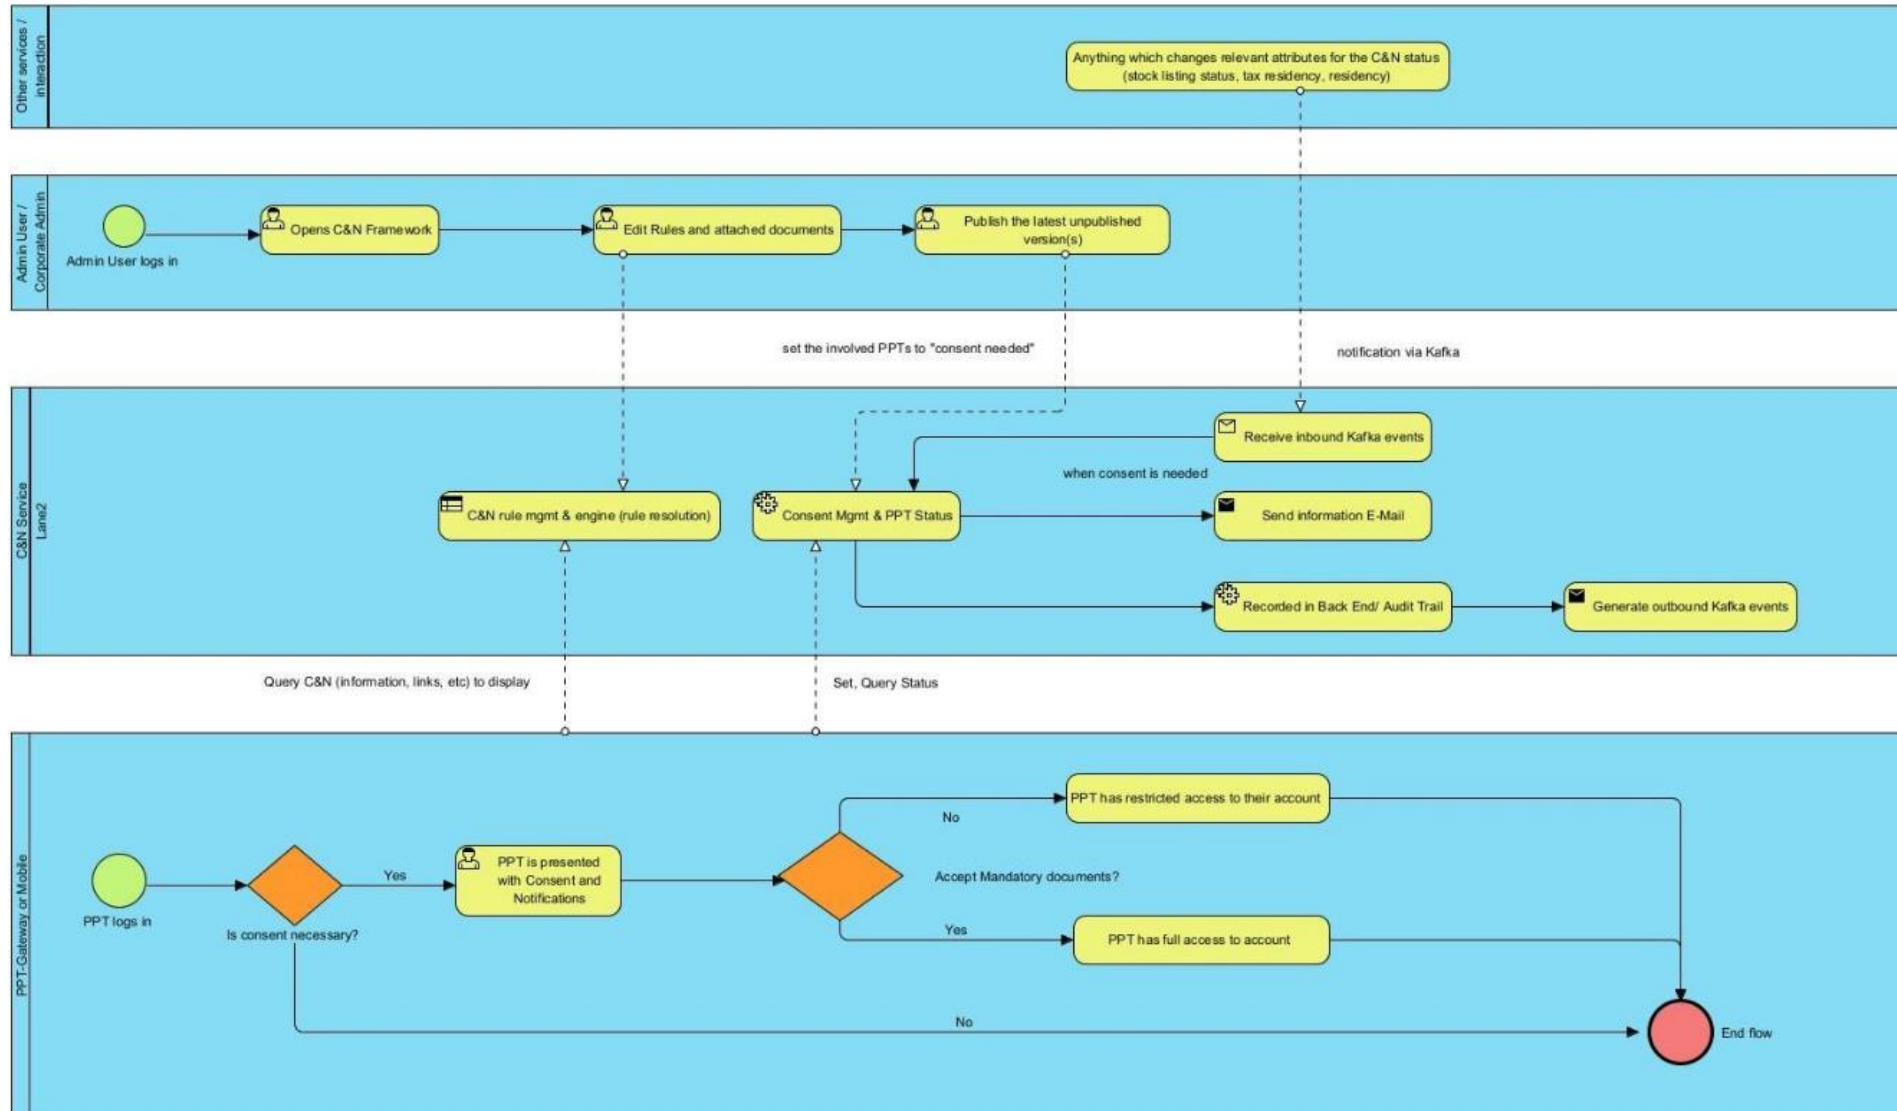 Other services /
interaction
Anything which changes relevant attributes for the C&N status
(stock listing status, tax residency, residency)
Admin User /
Corporate Admin
Admin User logs in
Opens C&N Framework
Edit Rules and attached documents
Publish the latest unpublished
version(s)
set the involved PPTs to "consent needed"
notification via Kafka
C&N Service
Lane2
Receive inbound Kafka events
when consent is needed
C&N rule mgmt & engine (rule resolution)
Consent Mgmt & PPT Status
Send information E-Mail
Recorded in Back End/ Audit Trail
Generate outbound Kafka events
Query C&N (information, links, etc) to display
Set, Query Status
PPT-Gateway or Mobile
PPT logs in
Is consent necessary?
Yes
PPT is presented
with Consent and
Notifications
Accept Mandatory documents?
No
PPT has restricted access to their account
Yes
PPT has full access to account
No
End flow